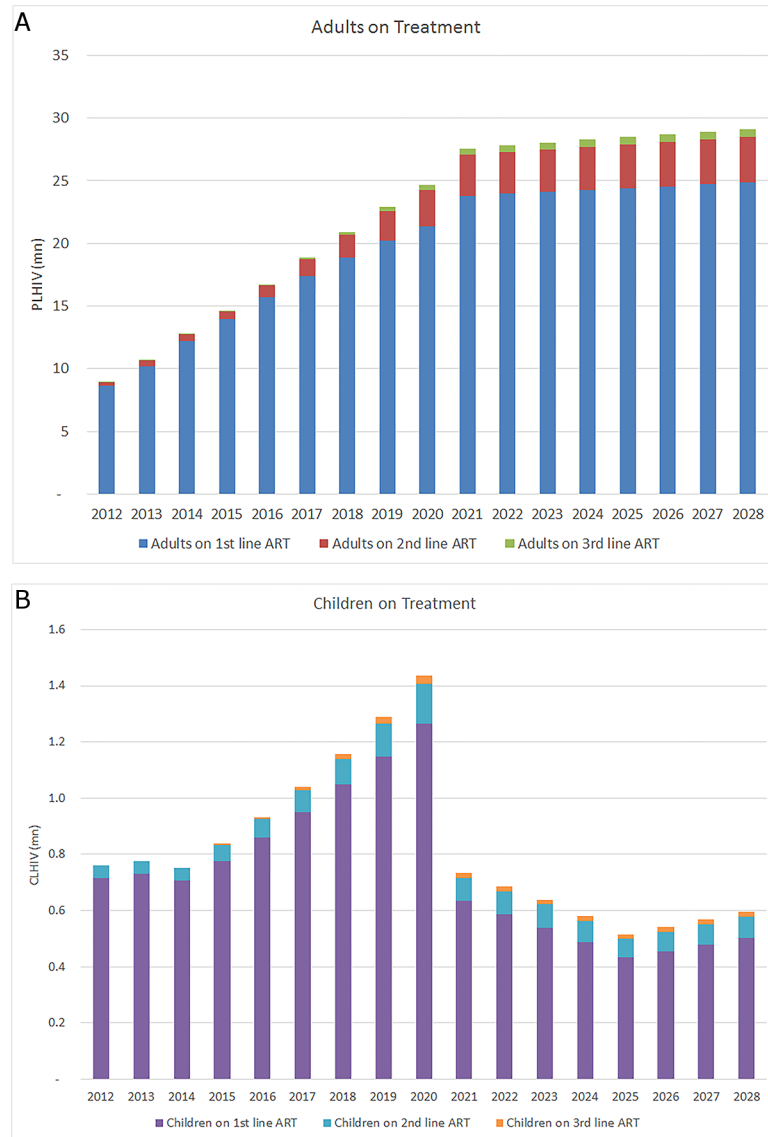 A
Adults on Treatment
35
30
25
20
15
10
5
-
PLHIV (mn)
2012 2013 2014 2015 2016 2017 2018 2019 2020 2021 2022 2023 2024 2025 2026 2027 2028
Adults on 1st line ART Adults on 2nd line ART Adults on 3rd line ART
B
Children on Treatment
1.6
1.4
1.2
1.0
0.8
0.6
0.4
0.2
-
CLHIV (mn)
2012 2013 2014 2015 2016 2017 2018 2019 2020 2021 2022 2023 2024 2025 2026 2027 2028
Children on 1st line ART Children on 2nd line ART Children on 3rd line ART